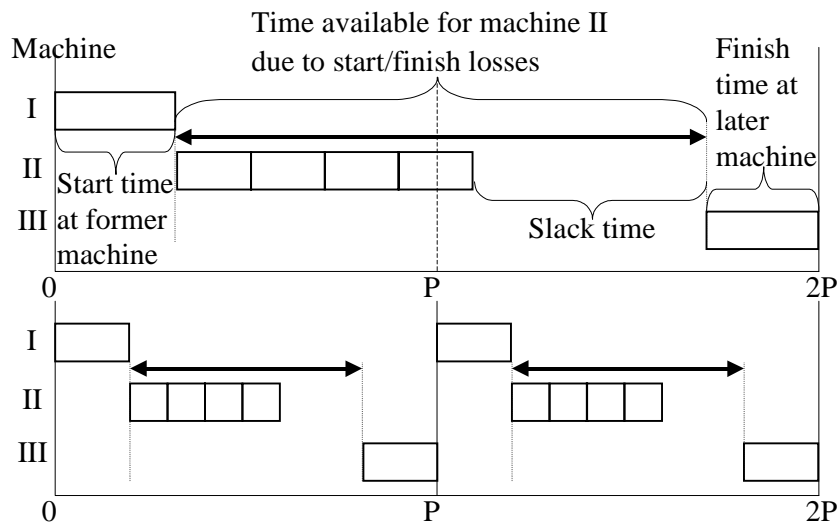 Time available for machine II
due to start/finish losses
Machine
Finish
time at
later
machine
I
II
III
Start time
at former
machine
Slack time
0
P
2P
I
II
III
0
P
2P